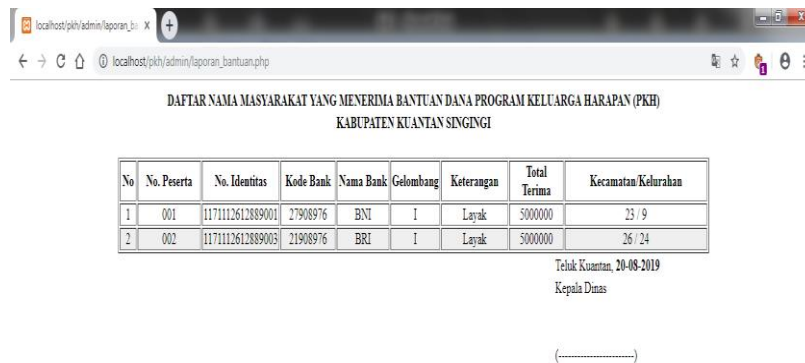 localhost/pkh/admin/laporan_ba
localhost/pkh/admin/laporan_bantuan.php
DAFTAR NAMA MASYARAKAT YANG MENERIMA BANTUAN DANA PROGRAM KELUARGA HARAPAN (PKH)
KABUPATEN KUANTAN SINGINGI
No No. Peserta No. Identitas Kode Bank Nama Bank Gelombang Keterangan Total Terima Kecamatan/Kelurahan
1 001 1171112612889001 27908976 BNI I Layak 5000000 23 / 9
2 002 1171112612889003 21908976 BRI I Layak 5000000 26 / 24
Teluk Kuantan, 20-08-2019
Kepala Dinas
(-----------------------)